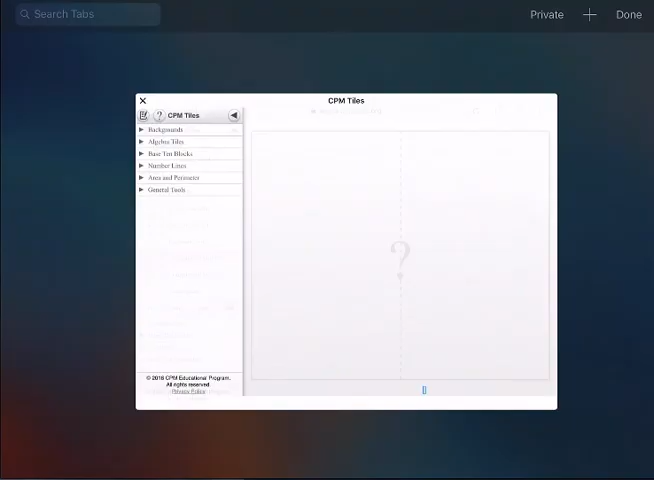 Search Tabs
Private
Done
CPM Tiles
? CPM Tiles
Backgrounds
Algebra Tiles
Base Ten Blocks
Number Lines
Area and Perimeter
General Tools
?
© 2018 CPM Educational Program.
All rights reserved.
Privacy Policy